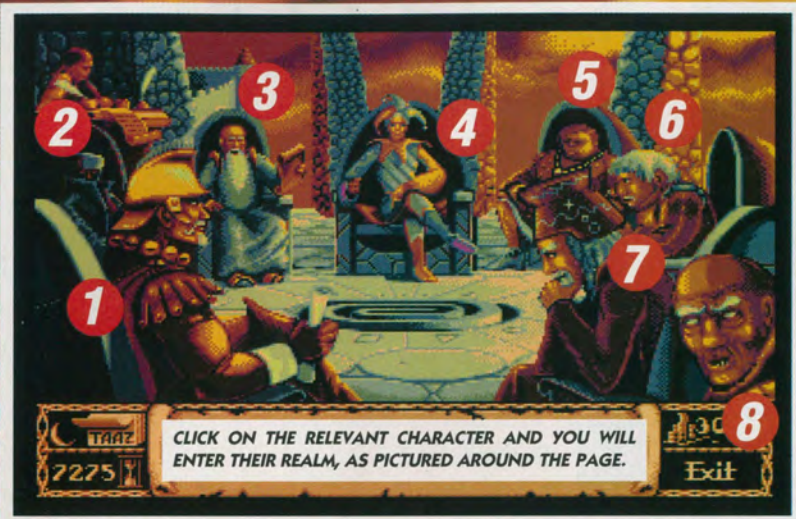 2
3
4
5
6
1
7
8
TAAZ
7275
CLICK ON THE RELEVANT CHARACTER AND YOU WILL
ENTER THEIR REALM, AS PICTURED AROUND THE PAGE.
30
Exit